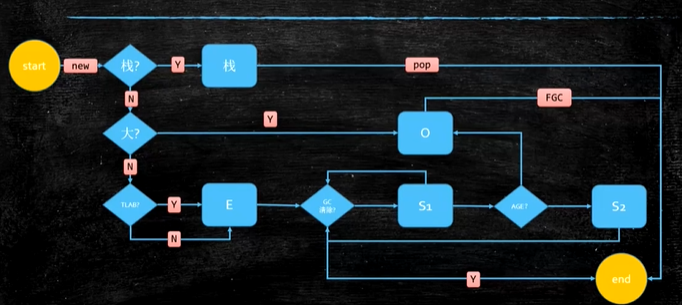 start
new
栈?
Y
栈
pop
N
FGC
大?
Y
O
N
TLAB?
Y
E
GC
清除?
S1
AGE?
S2
N
Y
end